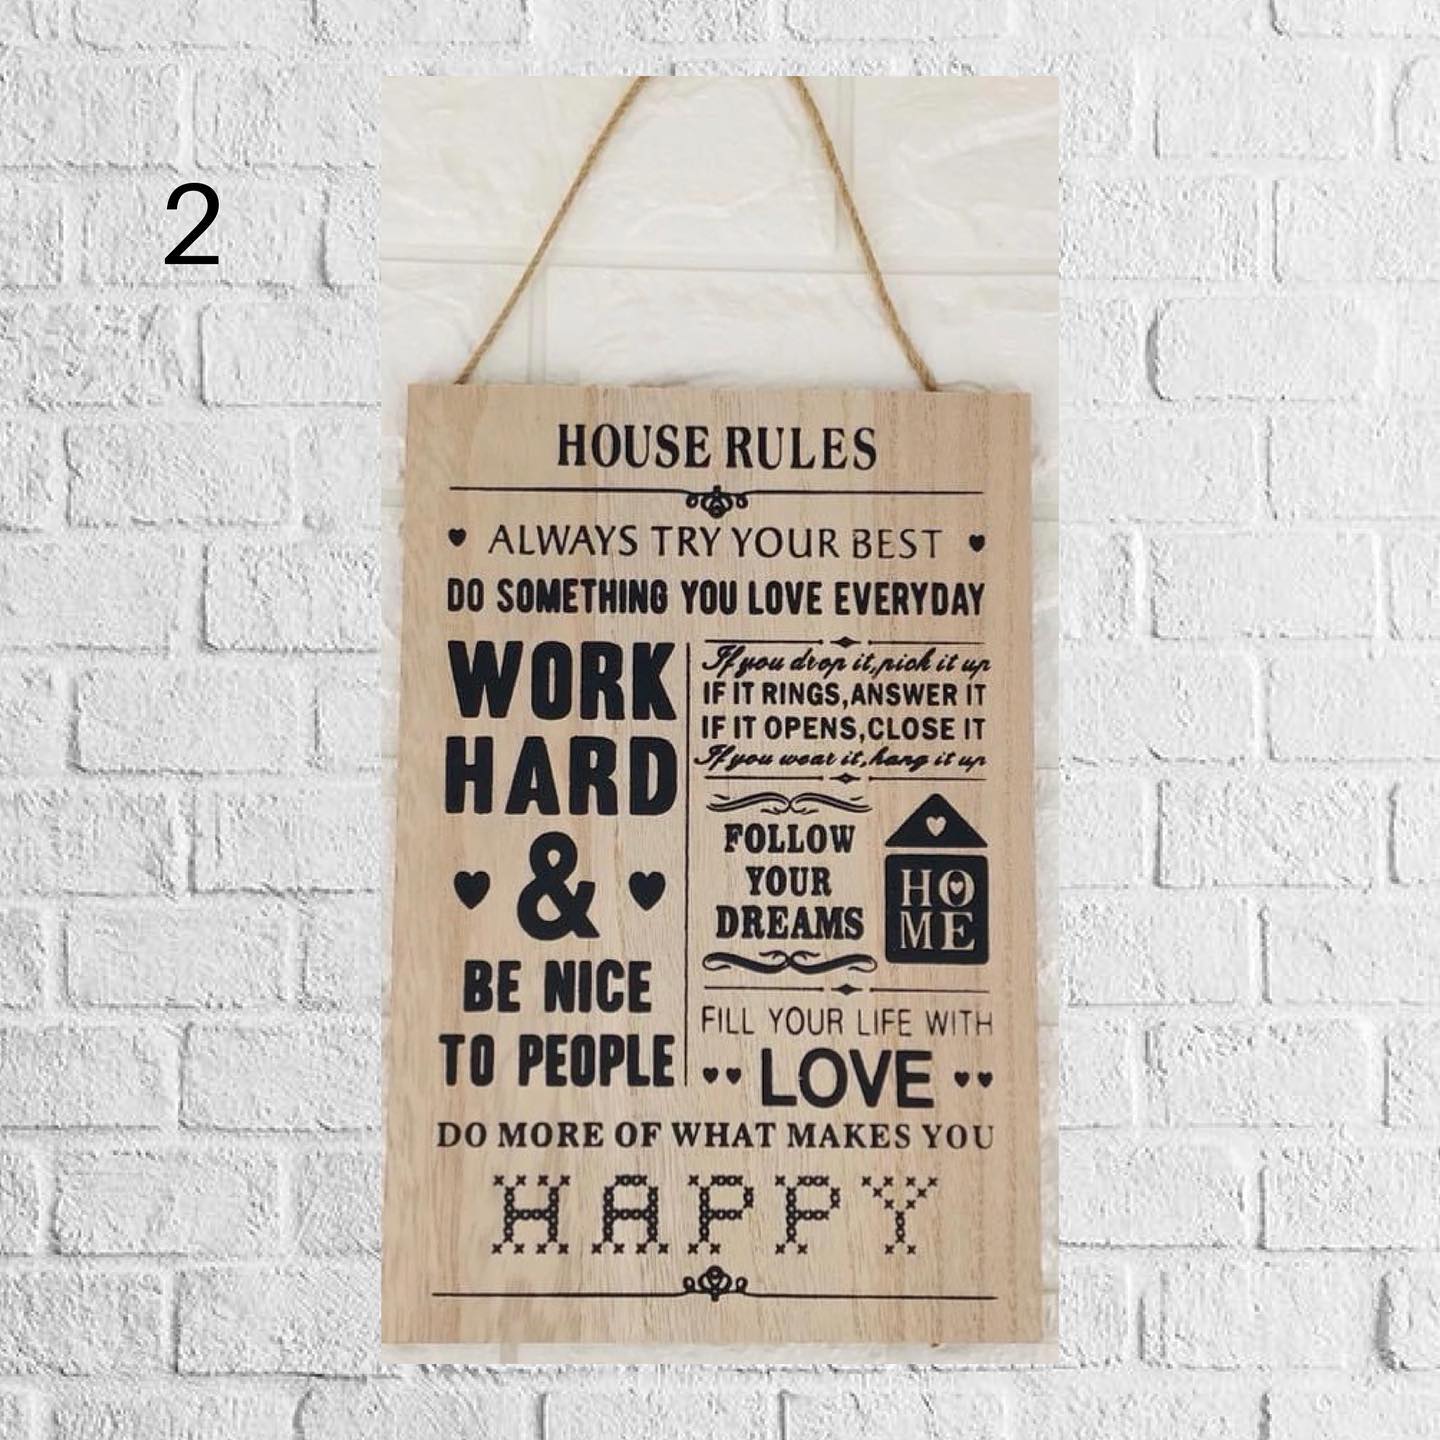 2
HOUSE RULES
ALWAYS TRY YOUR BEST
DO SOMETHING YOU LOVE EVERYDAY
WORK
HARD
&
BE NICE
TO PEOPLE
If you drop it,pick it up
IF IT RINGS,ANSWER IT
IF IT OPENS,CLOSE IT
If you wear it,hang it up
FOLLOW
YOUR
DREAMS
HO
ME
FILL YOUR LIFE WITH
LOVE
DO MORE OF WHAT MAKES YOU
HAPPY